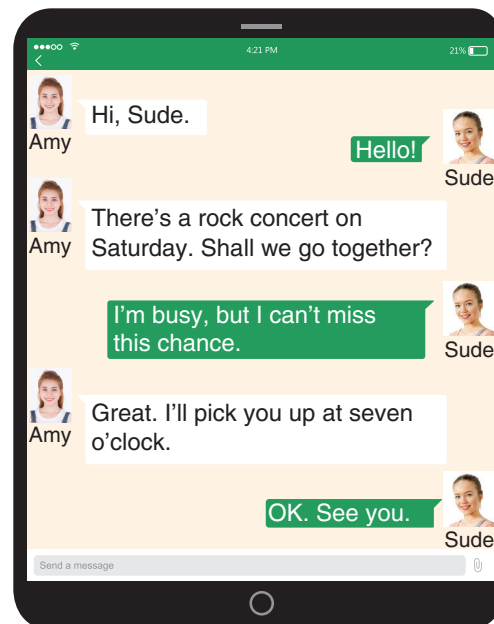 4:21 PM
21%
Hi, Sude.
Amy
Hello!
Sude
There’s a rock concert on
Saturday. Shall we go together?
Amy
I’m busy, but I can’t miss
this chance.
Sude
Great. I’ll pick you up at seven
o’clock.
Amy
OK. See you.
Sude
Send a message